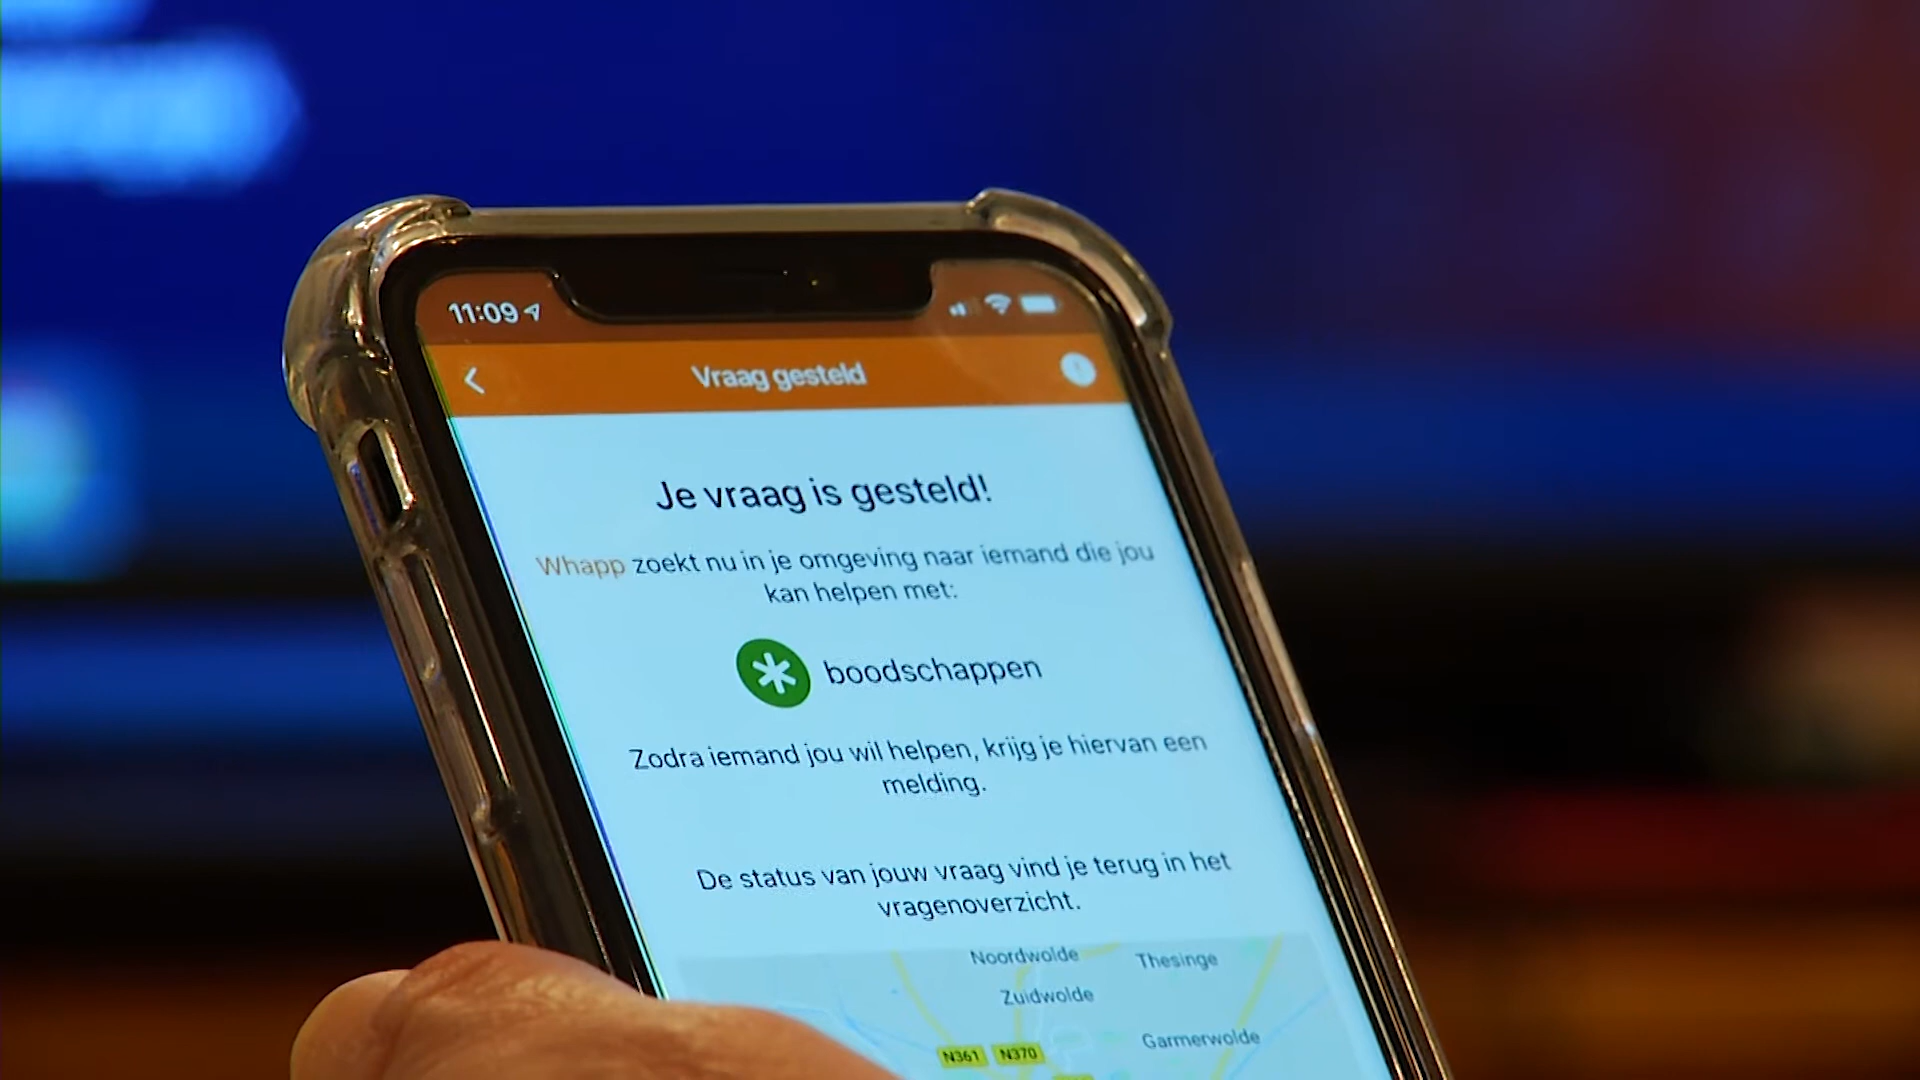 11:09
Vraag gesteld
Je vraag is gesteld!
Whapp zoekt nu in je omgeving naar iemand die jou
kan helpen met:
boodschappen
Zodra iemand jou wil helpen, krijg je hiervan een
melding.
De status van jouw vraag vind je terug in het
vragenoverzicht.
Noordwolde
Thesinge
Zuidwolde
Garmerwolde
N361 N370